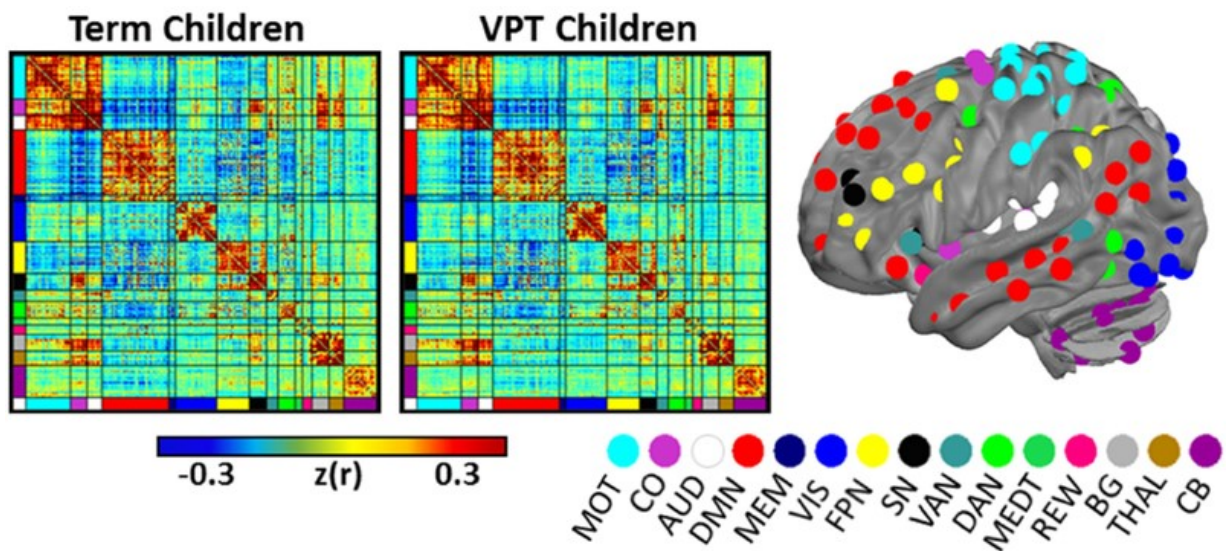 Term Children
VPT Children
-0.3
z(r)
0.3
MOT
CO
AUD
DMN
MEM
VIS
FPN
SN
VAN
DAN
MEDT
REW
BG
THAL
CB